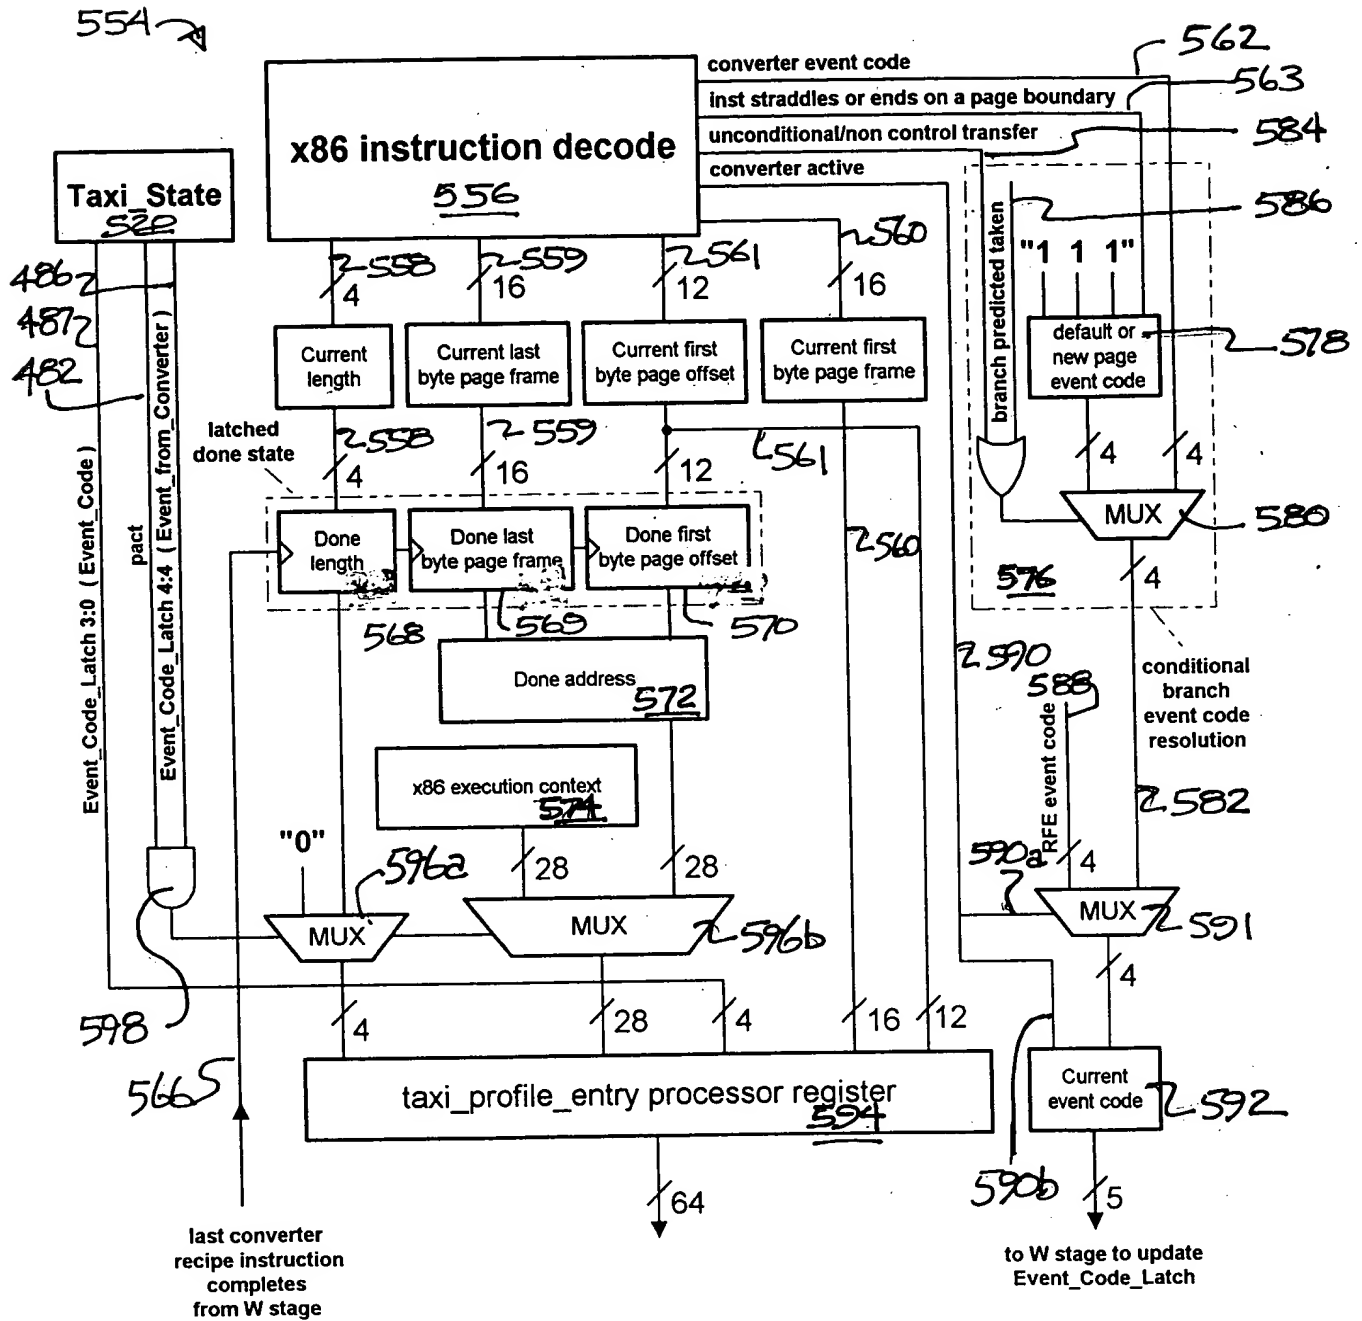 554
562
converter event code
563
inst straddles or ends on a page boundary
x86 instruction decode
556
unconditional/non control transfer
584
converter active
Taxi_State
520
586
branch predicted taken
"1 1 1"
486
487
482
558
4
559
16
561
12
560
16
Current
length
Current last
byte page frame
Current first
byte page offset
Current first
byte page frame
default or
new page
event code
578
latched
done state
558
4
559
16
12
561
4
4
MUX
580
Done
length
Done last
byte page frame
Done first
byte page offset
560
4
576
568
569
570
Event_Code_Latch 3:0 ( Event_Code )
pact
Event_Code_Latch 4:4 ( Event_from_Converter )
Done address
572
590
588
conditional
branch
event code
resolution
x86 execution context
574
RFE event code
582
"0"
596a
28
28
590a
4
MUX
MUX
596b
MUX
591
4
598
4
28
4
16
12
566
taxi_profile_entry processor register
594
Current
event code
592
590b
64
5
last converter
recipe instruction
completes
from W stage
to W stage to update
Event_Code_Latch